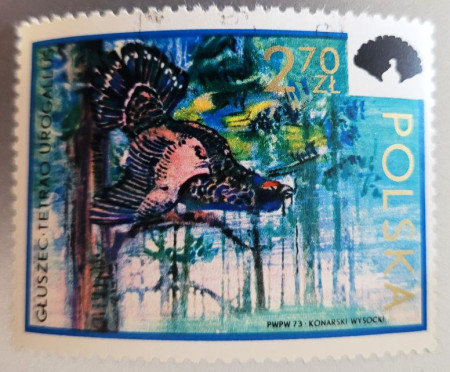 2 70
ZŁ
POLSKA
GŁUSZEC-TETRAO UROGALLUS
PWPW 73 · KONARSKI WYSOCKI